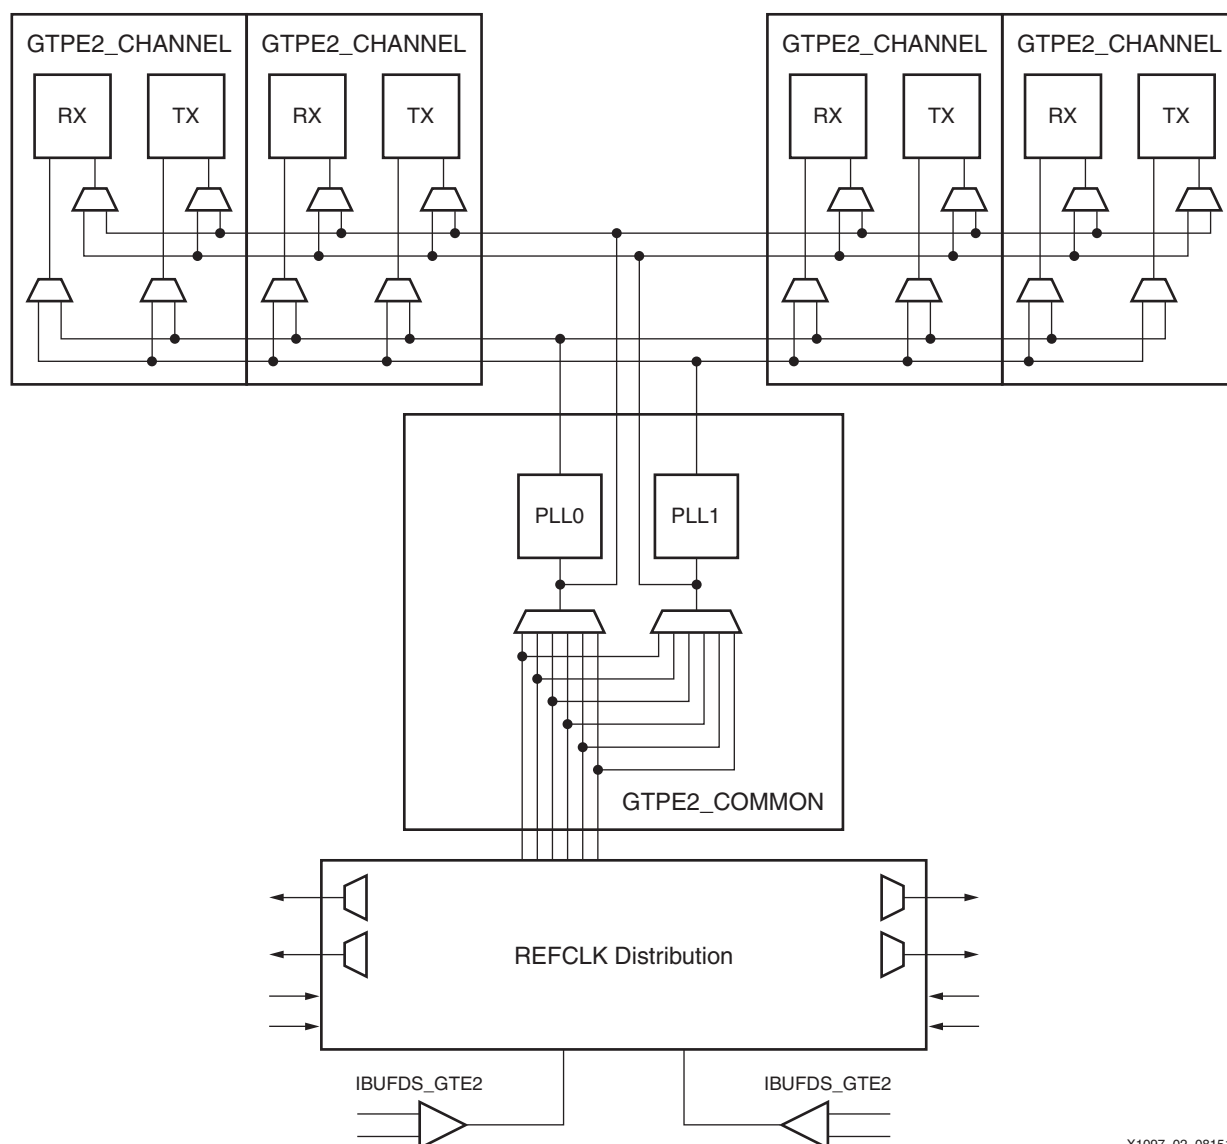 GTPE2_CHANNEL
GTPE2_CHANNEL
GTPE2_CHANNEL
GTPE2_CHANNEL
RX
TX
RX
TX
RX
TX
RX
TX
PLL0
PLL1
GTPE2_COMMON
REFCLK Distribution
IBUFDS_GTE2
IBUFDS_GTE2